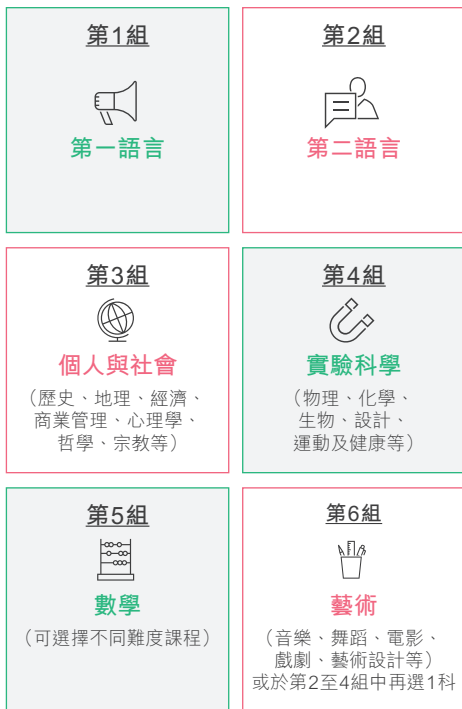 第1組
第一語言
第2組
第二語言
第3組
個人與社會
（歷史、地理、經濟、
商業管理、心理學、
哲學、宗教等）
第4組
實驗科學
（物理、化學、
生物、設計、
運動及健康等）
第5組
數學
（可選擇不同難度課程）
第6組
藝術
（音樂、舞蹈、電影、
戲劇、藝術設計等）
或於第2至4組中再選1科